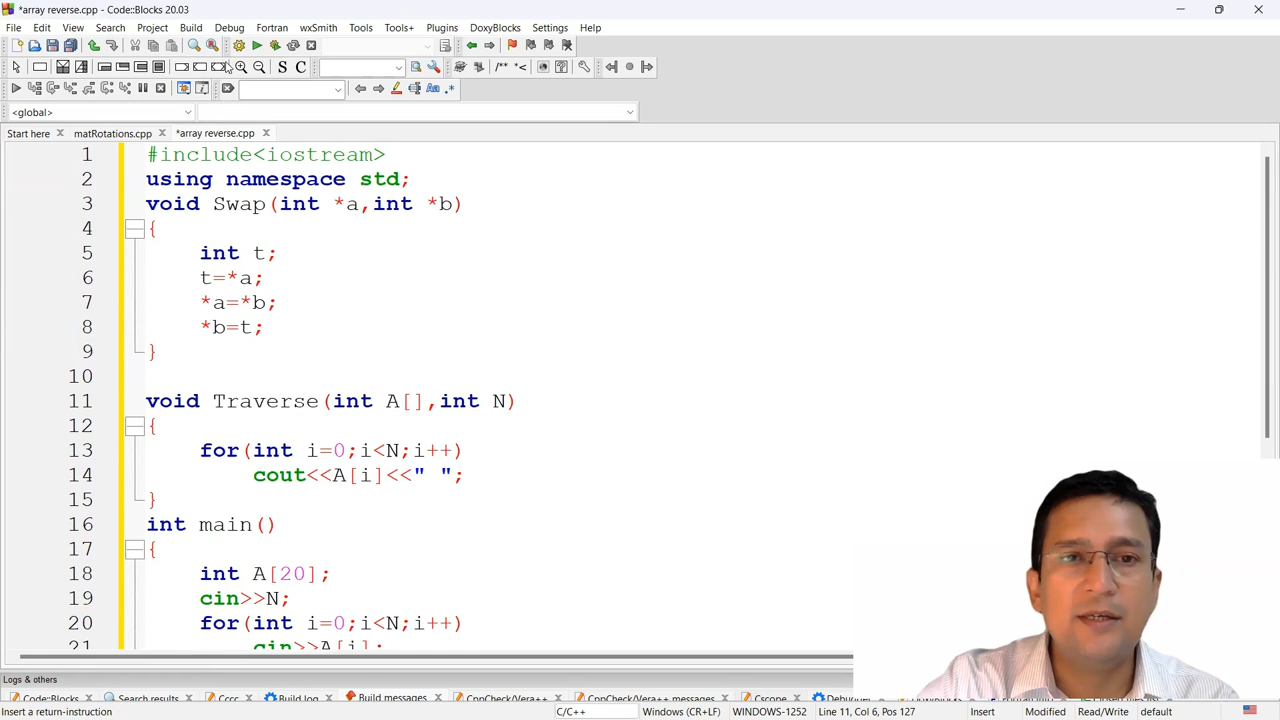 *array reverse.cpp - Code::Blocks 20.03
File Edit View Search Project Build Debug Fortran wxSmith Tools Tools+ Plugins DoxyBlocks Settings Help
S C /** *< Aa .*
<global>
Start here matRotations.cpp *array reverse.cpp
1 #include<iostream>
2 using namespace std;
3 void Swap(int *a,int *b)
4 {
5 int t;
6 t=*a;
7 *a=*b;
8 *b=t;
9 }
10
11 void Traverse(int A[],int N)
12 {
13 for(int i=0;i<N;i++)
14 cout<<A[i]<<" ";
15 }
16 int main()
17 {
18 int A[20];
19 cin>>N;
20 for(int i=0;i<N;i++)
21 cin>>A[i];
Logs & others
Code::Blocks Search results Cccc Build log Build messages CppCheck/Vera++ CppCheck/Vera++ messages Cscope
Insert a return-instruction C/C++ Windows (CR+LF) WINDOWS-1252 Line 11, Col 6, Pos 127 Insert Modified Read/Write default